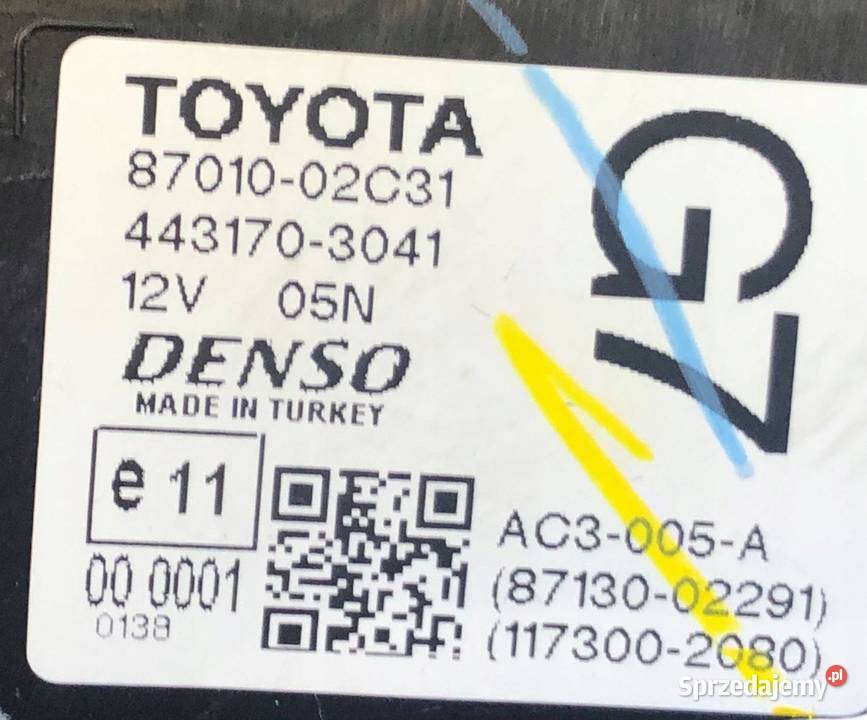 TOYOTA
87010-02C31
443170-3041
12V 05N
DENSO
MADE IN TURKEY
e 11
00 0001
0138
G7
AC3-005-A
(87130-02291)
(117300-2080)
Sprzedajemy.pl